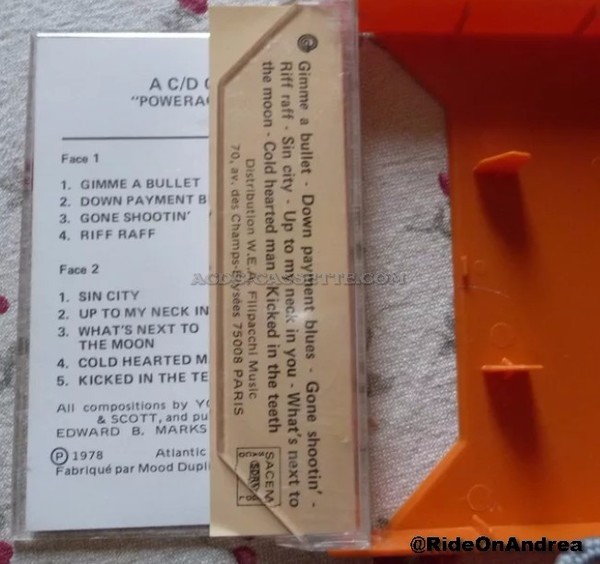 A C/D
"POWERA
Face 1
1. GIMME A BULLET
2. DOWN PAYMENT B
3. GONE SHOOTIN'
4. RIFF RAFF
Face 2
1. SIN CITY
2. UP TO MY NECK IN
3. WHAT'S NEXT TO
THE MOON
4. COLD HEARTED M
5. KICKED IN THE TE
All compositions by YO
& SCOTT, and pu
EDWARD B. MARKS
Ⓟ 1978 Atlantic
Fabriqué par Mood Dupli
Gimme a bullet - Down payment blues - Gone shootin' -
Riff raff - Sin city - Up to my neck in you - What's next to
the moon - Cold hearted man - Kicked in the teeth
Distribution W.E.A. Filipacchi Music
70, av. des Champs-Elysées 75008 PARIS
SACEM
ACDC-CASSETTE.COM
@RideOnAndrea